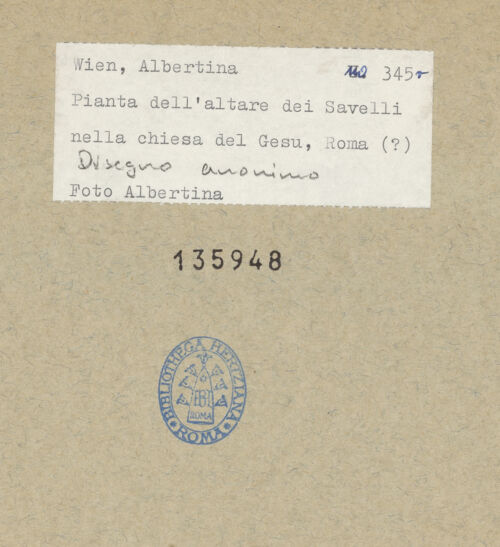 Wien, Albertina 345r
Pianta dell'altare dei Savelli
nella chiesa del Gesu, Roma (?)
Disegno anonimo
Foto Albertina
135948
BIBLIOTHECA HERTZIANA
ROMA
ROMA